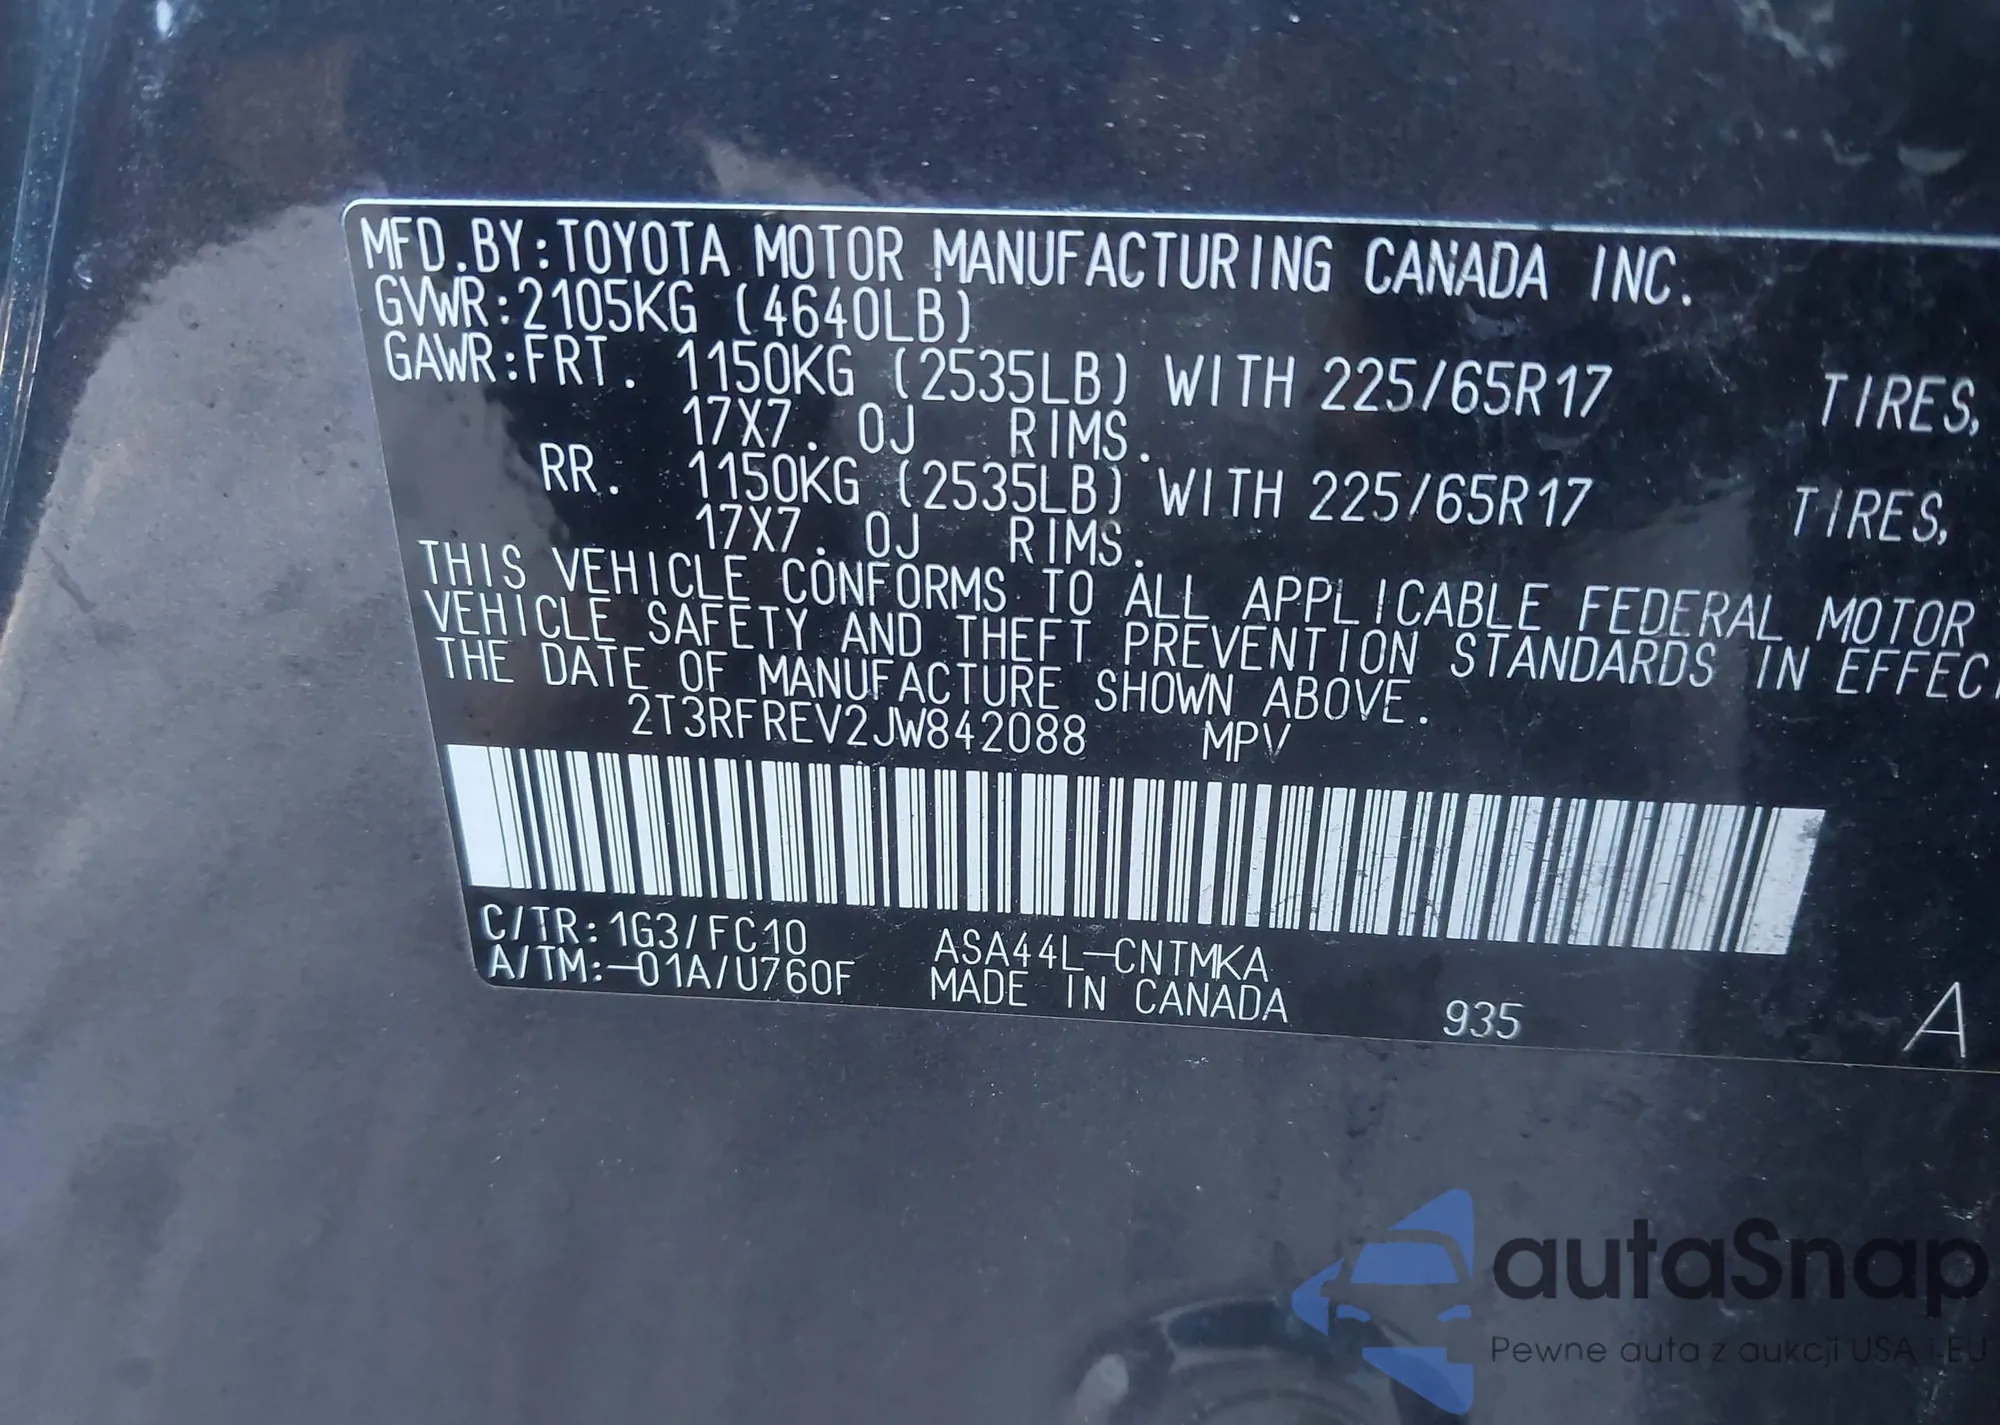 MFD.BY:TOYOTA MOTOR MANUFACTURING CANADA INC.
GVWR:2105KG (4640LB)
GAWR:FRT. 1150KG (2535LB) WITH 225/65R17 TIRES,
17X7.0J RIMS.
RR. 1150KG (2535LB) WITH 225/65R17 TIRES,
17X7.0J RIMS.
THIS VEHICLE CONFORMS TO ALL APPLICABLE FEDERAL MOTOR
VEHICLE SAFETY AND THEFT PREVENTION STANDARDS IN EFFECT
THE DATE OF MANUFACTURE SHOWN ABOVE.
2T3RFREV2JW842088 MPV
C/TR:1G3/FC10 ASA44L-CNTMKA
A/TM:-01A/U760F MADE IN CANADA 935 A
autaSnap
Pewne auta z aukcji USA i EU